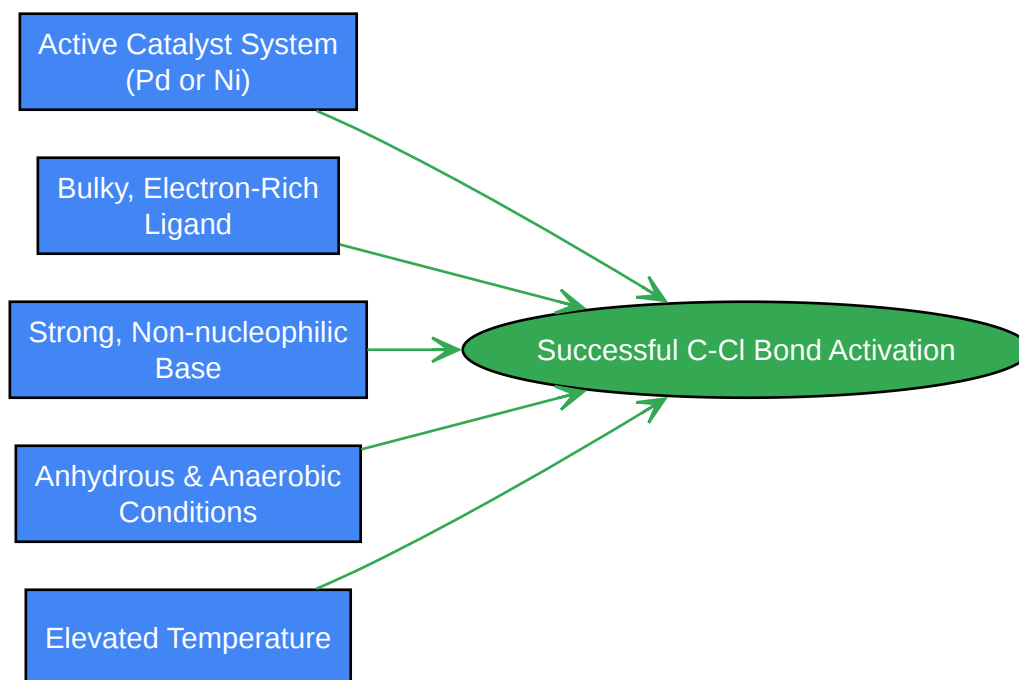 Active Catalyst System
(Pd or Ni)
Bulky, Electron-Rich
Ligand
Strong, Non-nucleophilic
Base
Successful C-Cl Bond Activation
Anhydrous & Anaerobic
Conditions
Elevated Temperature